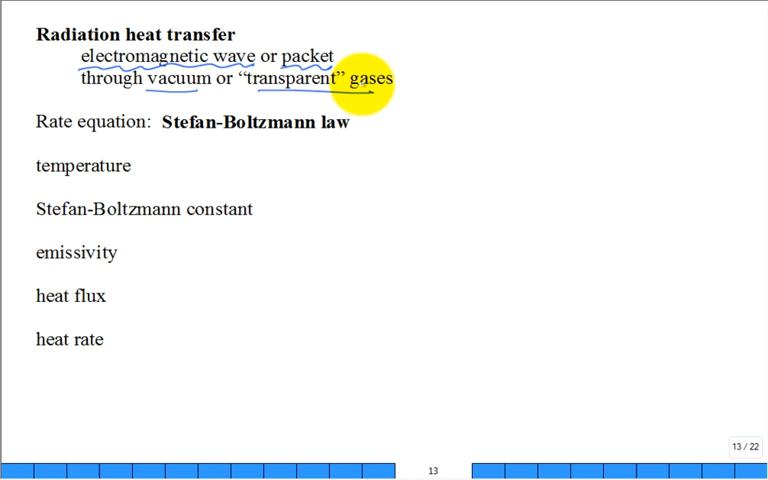 Radiation heat transfer
electromagnetic wave or packet
through vacuum or “transparent” gases
Rate equation: Stefan-Boltzmann law
temperature
Stefan-Boltzmann constant
emissivity
heat flux
heat rate
13 / 22
13